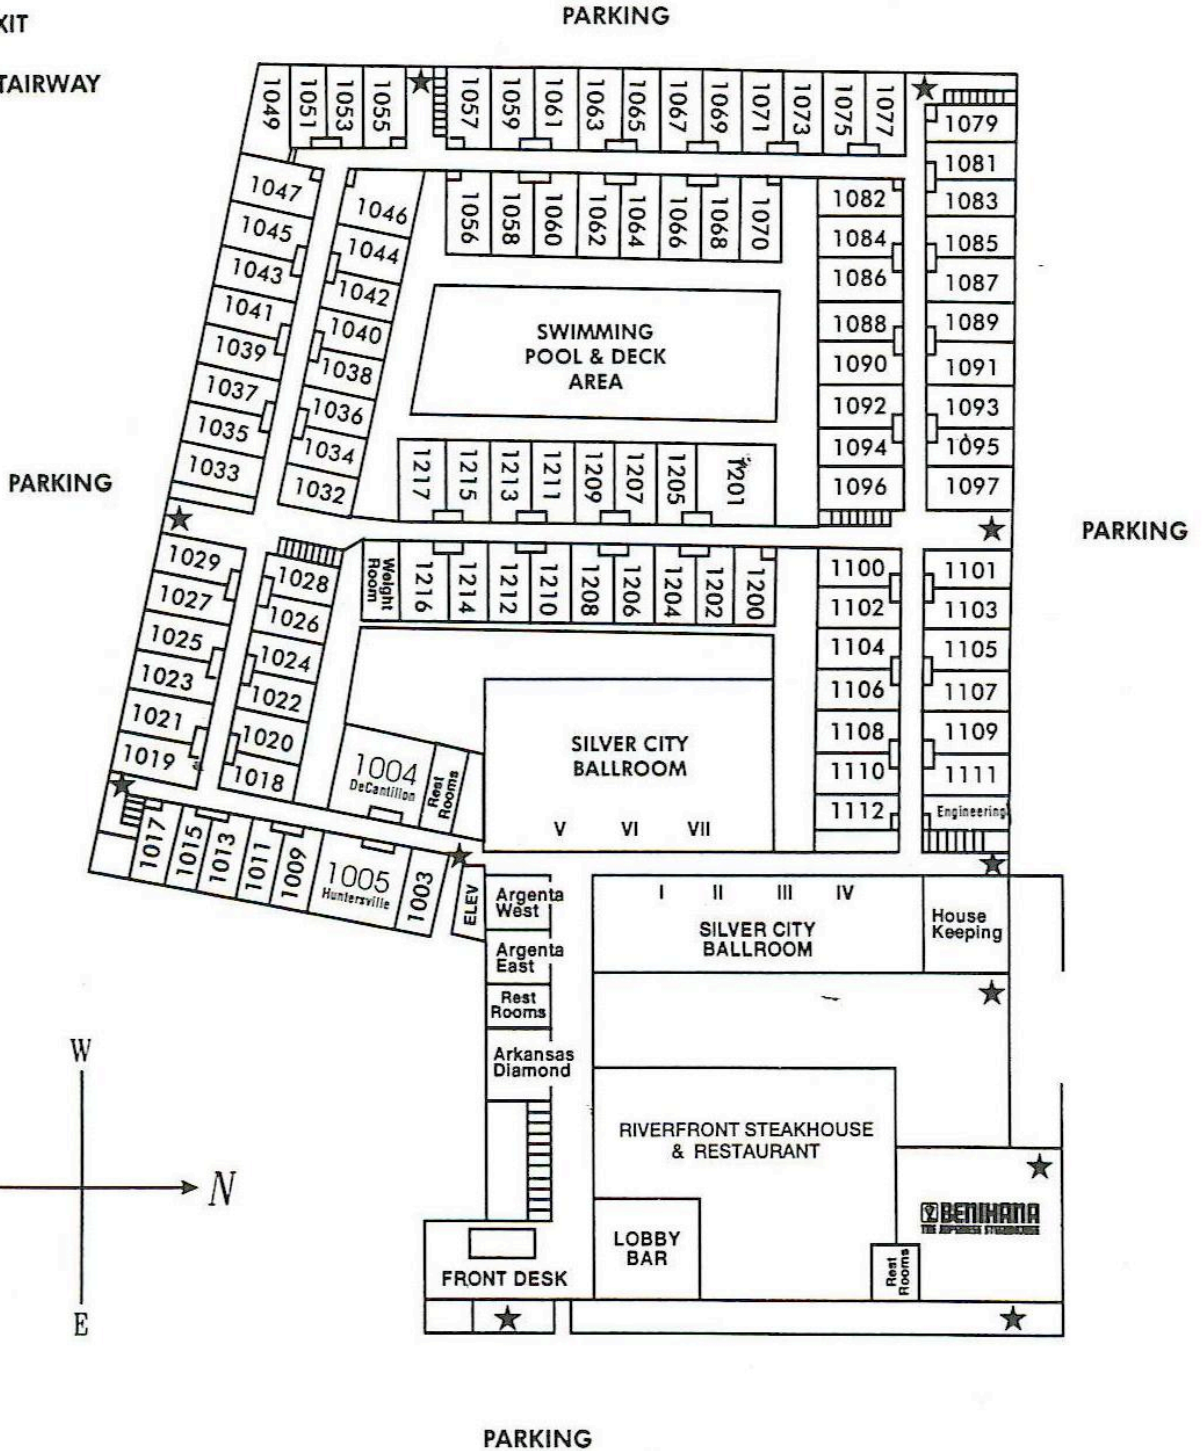 PARKING
XIT
TAIRWAY
1049
1051
1053
1055
1057
1059
1061
1063
1065
1067
1069
1071
1073
1075
1077
1079
1081
1083
1085
1087
1089
1091
1093
1095
1097
1047
1045
1043
1041
1039
1037
1035
1033
1046
1044
1042
1040
1038
1036
1034
1032
1056
1058
1060
1062
1064
1066
1068
1070
1082
1084
1086
1088
1090
1092
1094
1096
SWIMMING
POOL & DECK
AREA
PARKING
1217
1215
1213
1211
1209
1207
1205
1201
PARKING
1029
1027
1025
1023
1021
1019
1028
1026
1024
1022
1020
1018
Weight
Room
1216
1214
1212
1210
1208
1206
1204
1202
1200
1100
1102
1104
1106
1108
1110
1112
1101
1103
1105
1107
1109
1111
Engineering
1004
DeCantillon
Rest
Rooms
SILVER CITY
BALLROOM
V VI VII
1017
1015
1013
1011
1009
1005
Huntersville
1003
ELEV
Argenta
West
Argenta
East
Rest
Rooms
Arkansas
Diamond
I II III IV
SILVER CITY
BALLROOM
House
Keeping
W
N
E
RIVERFRONT STEAKHOUSE
& RESTAURANT
BENIHANA
THE JAPANESE STEAKHOUSE
LOBBY
BAR
Rest
Rooms
FRONT DESK
PARKING